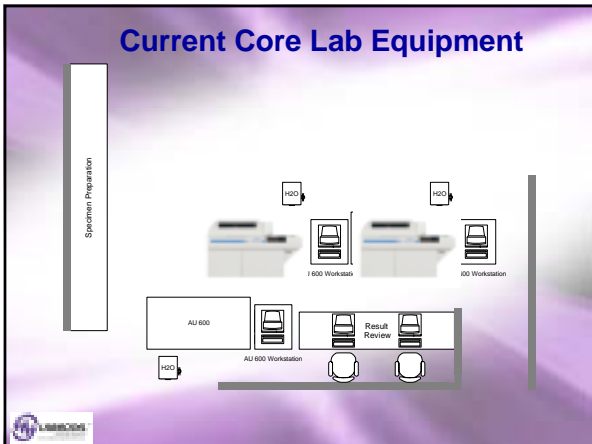 Current Core Lab Equipment
Specimen Preparation
H2O
H2O
600 Workstati
600 Workstation
AU 600
AU 600 Workstation
Result
Review
H2O